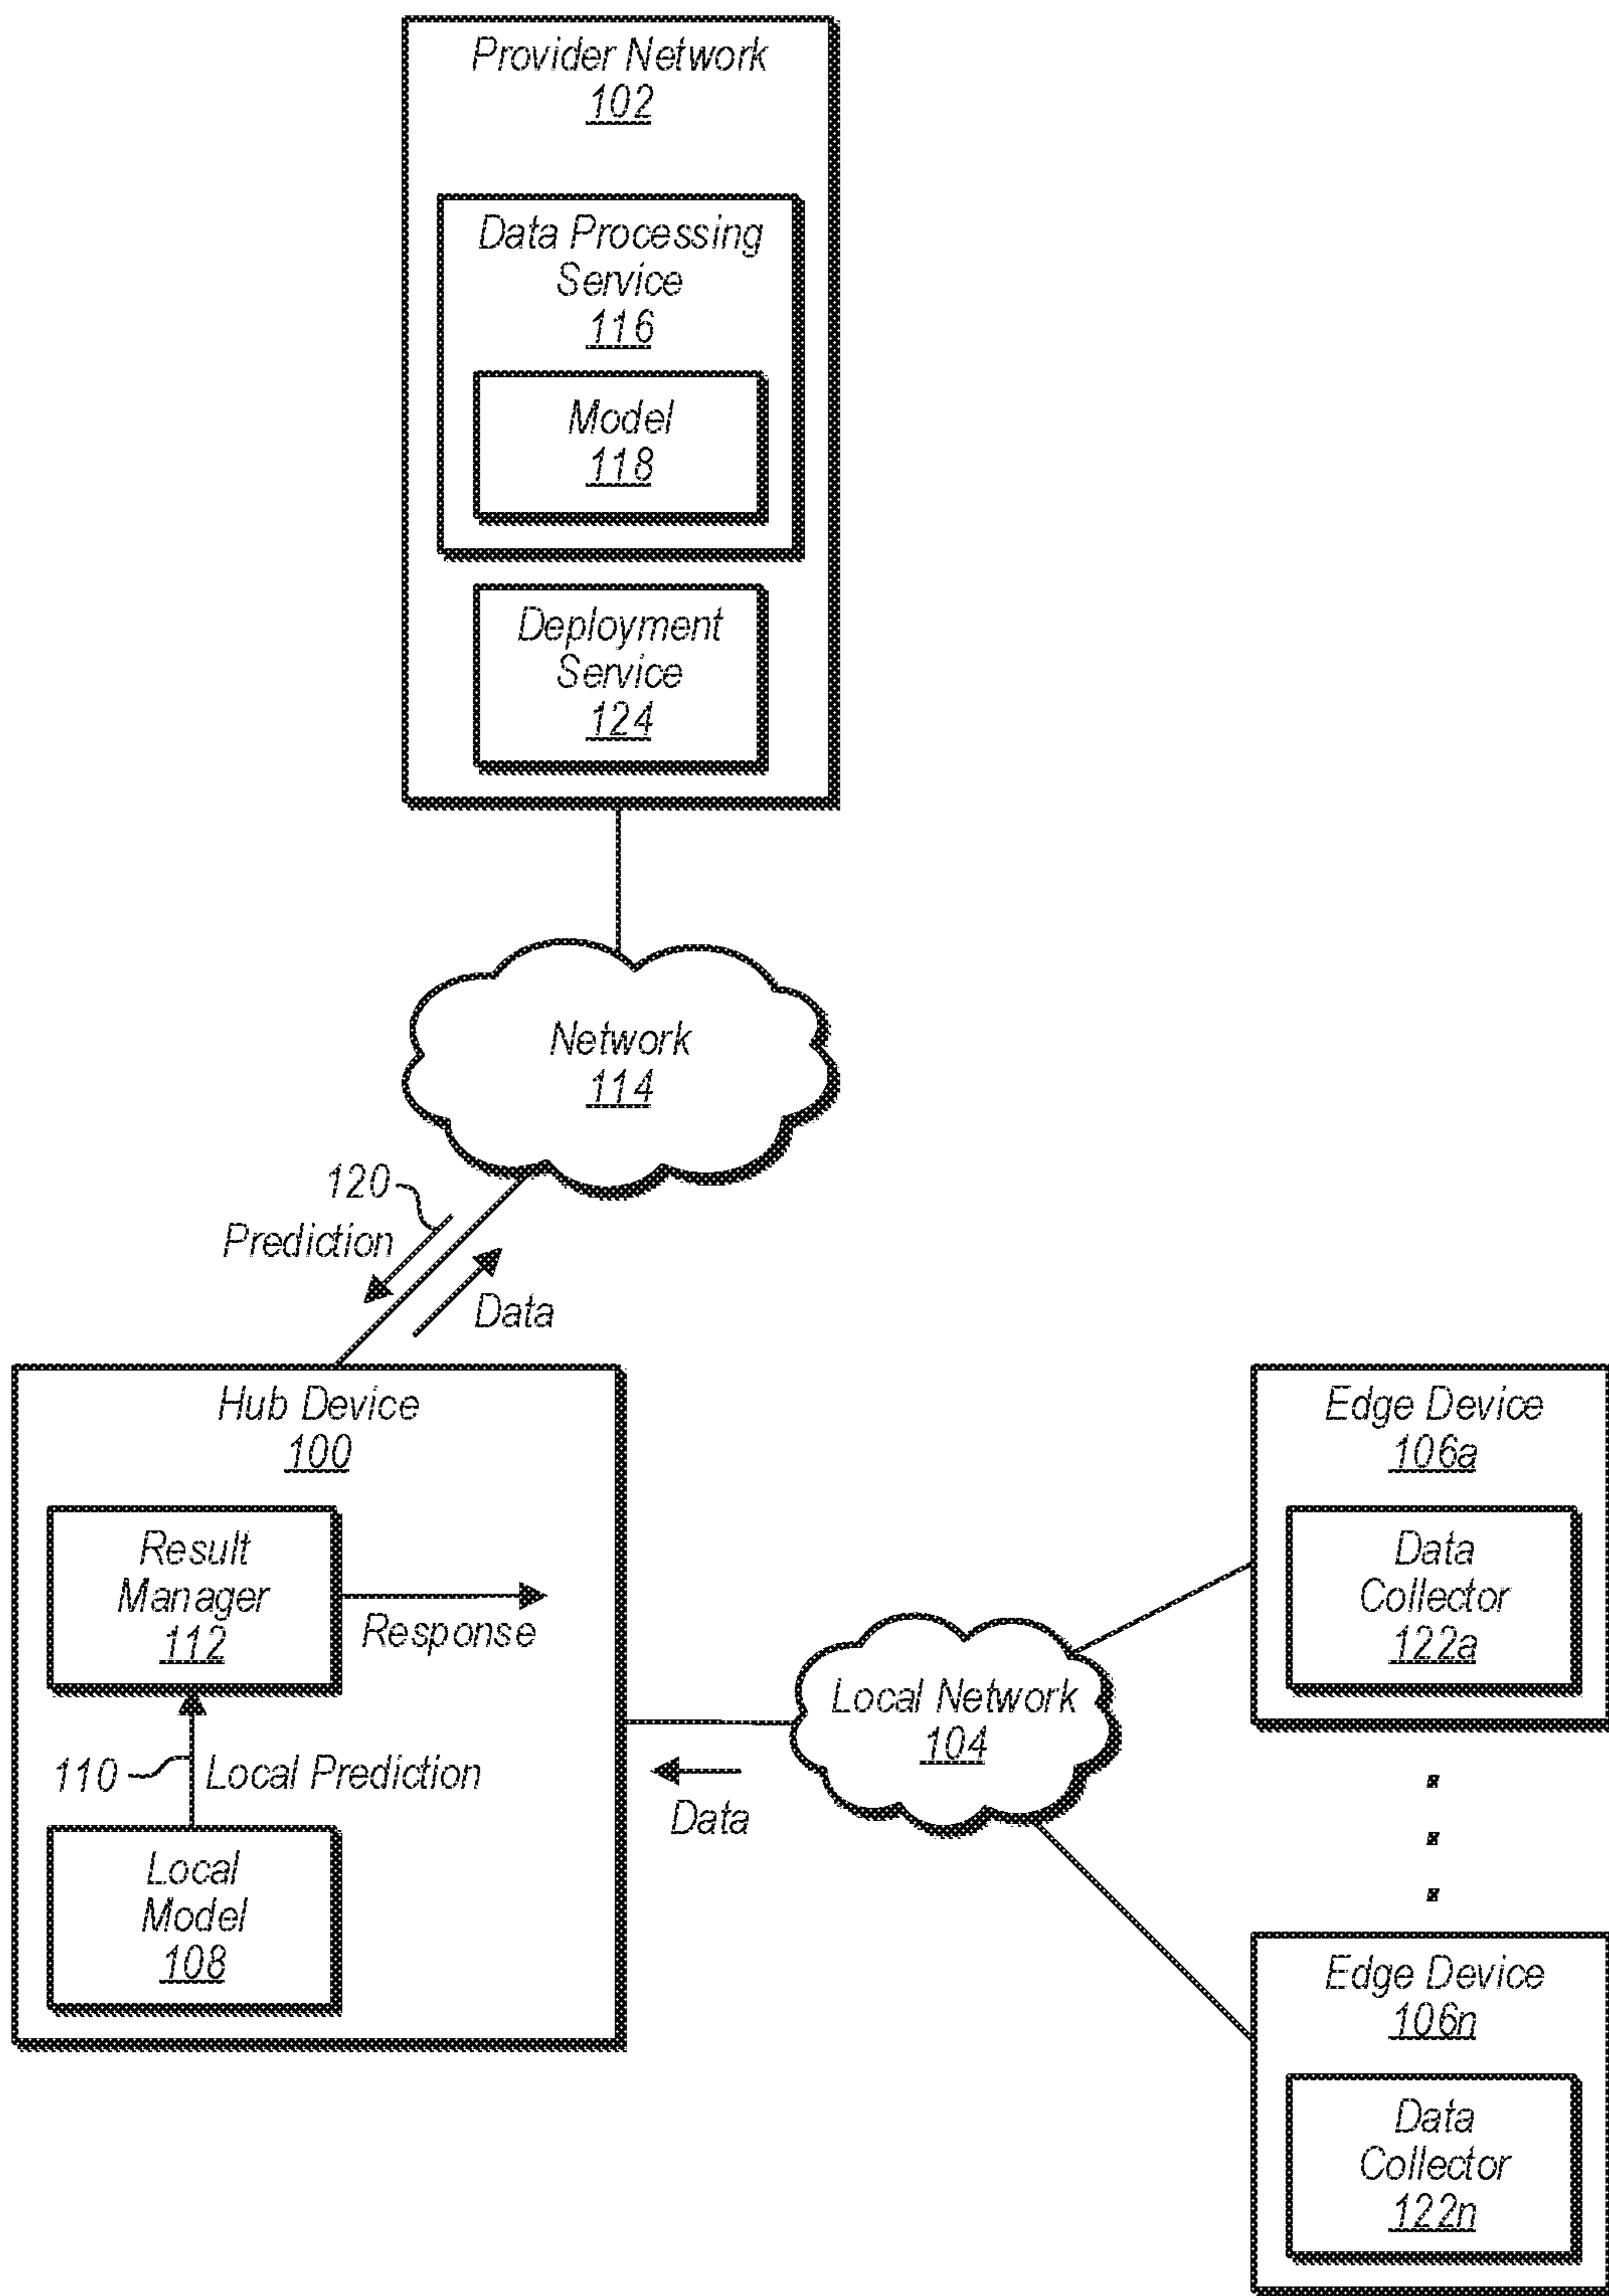 Provider Network
102
Data Processing
Service
116
Model
118
Deployment
Service
124
Network
114
120
Prediction
Data
Hub Device
100
Result
Manager
112
Response
110
Local Prediction
Local
Model
108
Local Network
104
Data
Edge Device
106a
Data
Collector
122a
Edge Device
106n
Data
Collector
122n